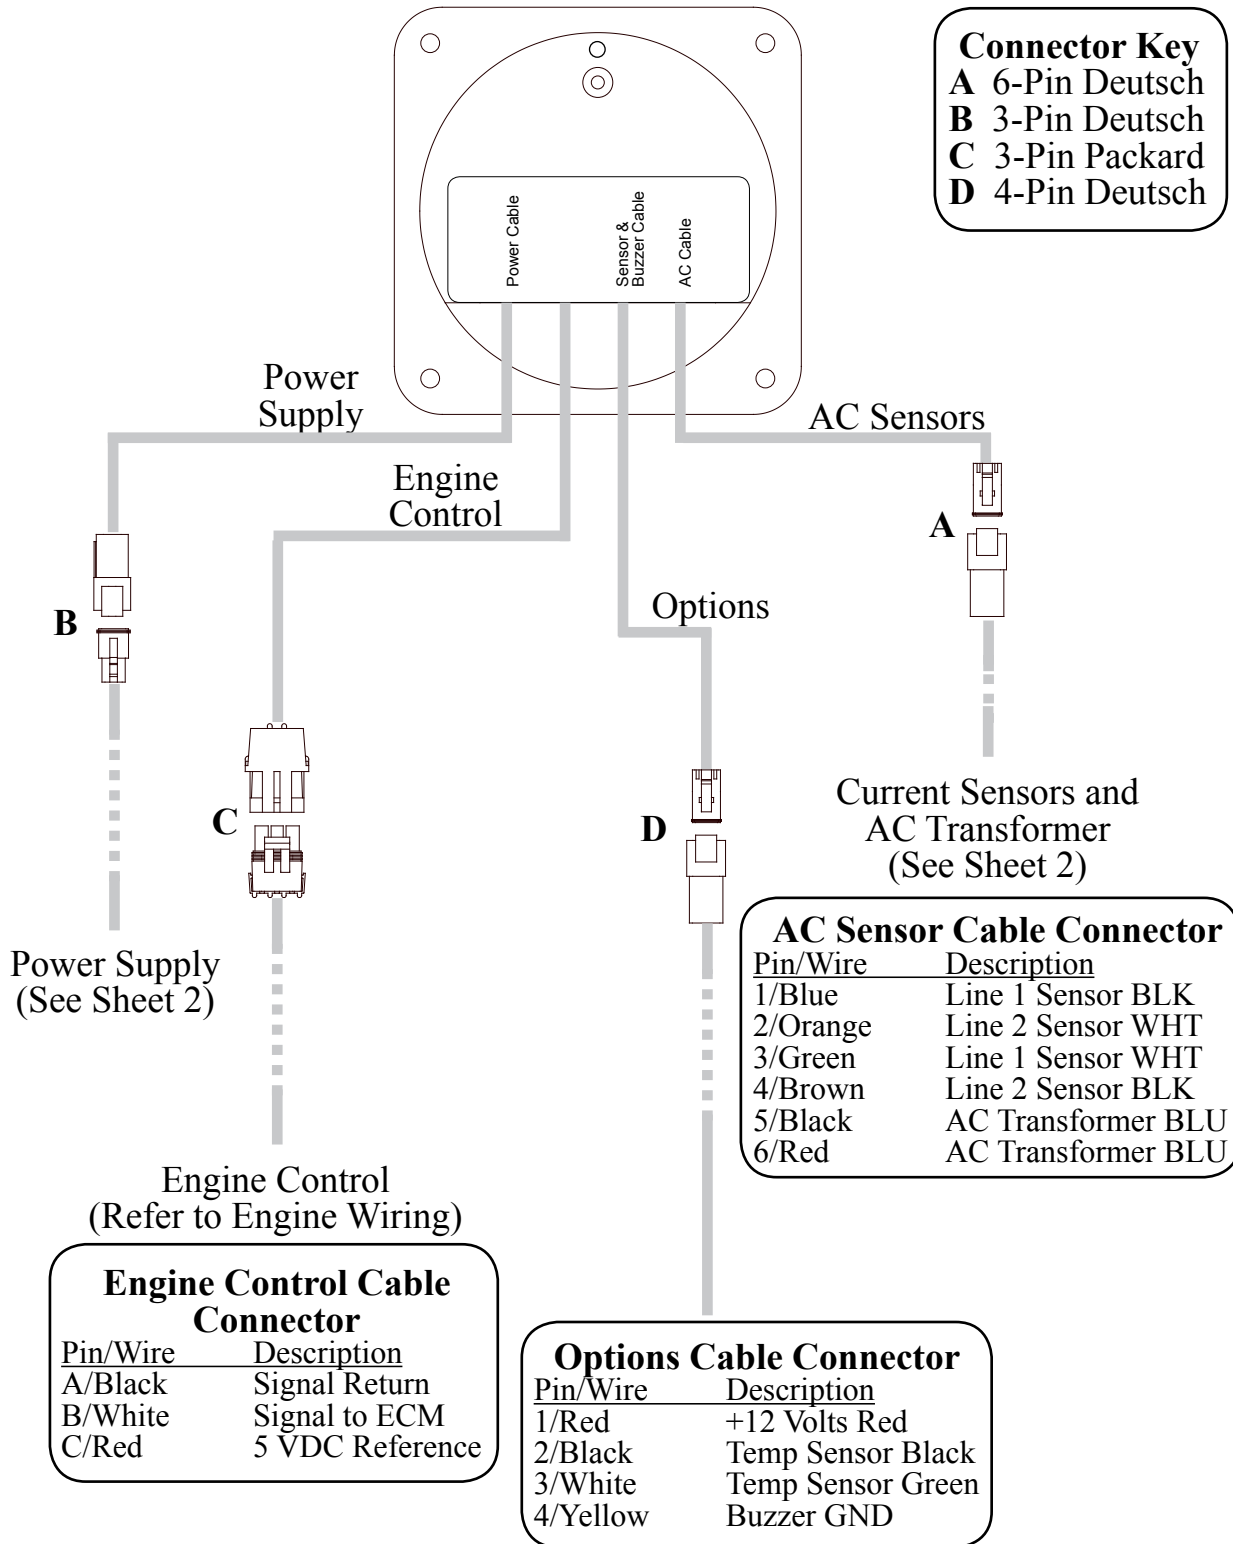 Connector Key
A 6-Pin Deutsch
B 3-Pin Deutsch
C 3-Pin Packard
D 4-Pin Deutsch
Power Cable
Sensor &
Buzzer Cable
AC Cable
Power
Supply
AC Sensors
Engine
Control
A
Options
B
C
D
Current Sensors and
AC Transformer
(See Sheet 2)
Power Supply
(See Sheet 2)
AC Sensor Cable Connector
Pin/Wire Description
1/Blue Line 1 Sensor BLK
2/Orange Line 2 Sensor WHT
3/Green Line 1 Sensor WHT
4/Brown Line 2 Sensor BLK
5/Black AC Transformer BLU
6/Red AC Transformer BLU
Engine Control
(Refer to Engine Wiring)
Engine Control Cable
Connector
Pin/Wire Description
A/Black Signal Return
B/White Signal to ECM
C/Red 5 VDC Reference
Options Cable Connector
Pin/Wire Description
1/Red +12 Volts Red
2/Black Temp Sensor Black
3/White Temp Sensor Green
4/Yellow Buzzer GND